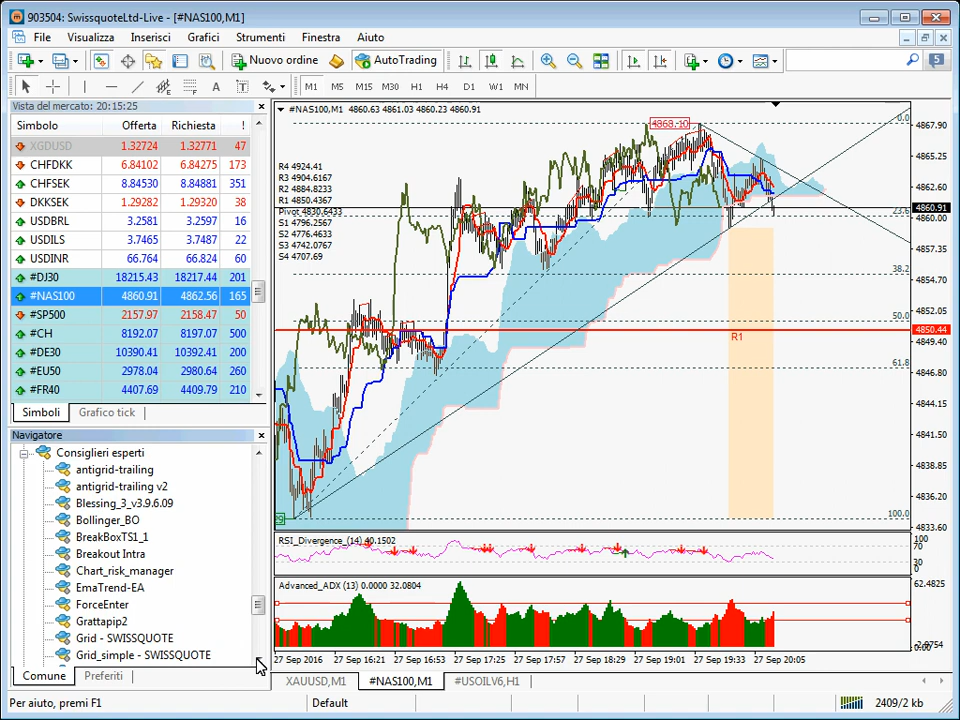 903504: SwissquoteLtd-Live - [#NAS100,M1]
File Visualizza Inserisci Grafici Strumenti Finestra Aiuto
Nuovo ordine AutoTrading 5
A T M1 M5 M15 M30 H1 H4 D1 W1 MN
Vista del mercato: 20:15:25
Simbolo Offerta Richiesta !
XGDUSD 1.32724 1.32771 47
CHFDKK 6.84102 6.84275 173
CHFSEK 8.84530 8.84881 351
DKKSEK 1.29282 1.29320 38
USDBRL 3.2581 3.2597 16
USDILS 3.7465 3.7487 22
USDINR 66.764 66.824 60
#DJ30 18215.43 18217.44 201
#NAS100 4860.91 4862.56 165
#SP500 2157.97 2158.47 50
#CH 8192.07 8197.07 500
#DE30 10390.41 10392.41 200
#EU50 2978.04 2980.64 260
#FR40 4407.69 4409.79 210
Simboli Grafico tick
Navigatore
Consiglieri esperti
antigrid-trailing
antigrid-trailing v2
Blessing_3_v3.9.6.09
Bollinger_BO
BreakBoxTS1_1
Breakout Intra
Chart_risk_manager
EmaTrend-EA
ForceEnter
Grattapip2
Grid - SWISSQUOTE
Grid_simple - SWISSQUOTE
Comune Preferiti
#NAS100,M1 4860.63 4861.03 4860.23 4860.91
R4 4924.41
R3 4904.6167
R2 4884.8233
R1 4850.4367
Pivot 4830.6433
S1 4796.2567
S2 4776.4633
S3 4742.0767
S4 4707.69
4868.10
R1
0.0
23.6
38.2
50.0
61.8
100.0
4867.90
4865.25
4862.60
4860.91
4860.00
4857.35
4854.70
4852.05
4850.44
4849.40
4846.80
4844.15
4841.50
4838.85
4836.20
4833.60
RSI_Divergence_(14) 40.1502
100
70
30
0
Advanced_ADX (13) 0.0000 32.0804
62.4825
27 Sep 2016 27 Sep 16:21 27 Sep 16:53 27 Sep 17:25 27 Sep 17:57 27 Sep 18:29 27 Sep 19:01 27 Sep 19:33 27 Sep 20:05
XAUUSD,M1 #NAS100,M1 #USOILV6,H1
Per aiuto, premi F1 Default 2409/2 kb